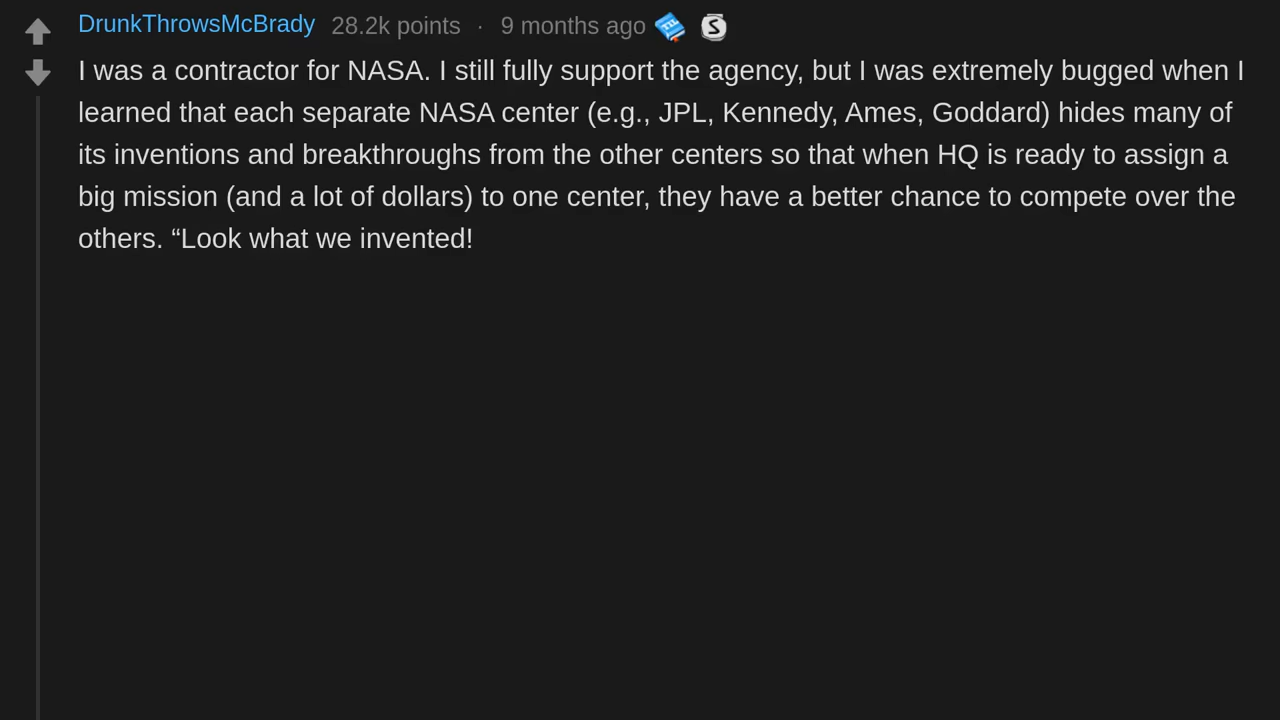 DrunkThrowsMcBrady 28.2k points · 9 months ago TIL S
I was a contractor for NASA. I still fully support the agency, but I was extremely bugged when I
learned that each separate NASA center (e.g., JPL, Kennedy, Ames, Goddard) hides many of
its inventions and breakthroughs from the other centers so that when HQ is ready to assign a
big mission (and a lot of dollars) to one center, they have a better chance to compete over the
others. “Look what we invented!